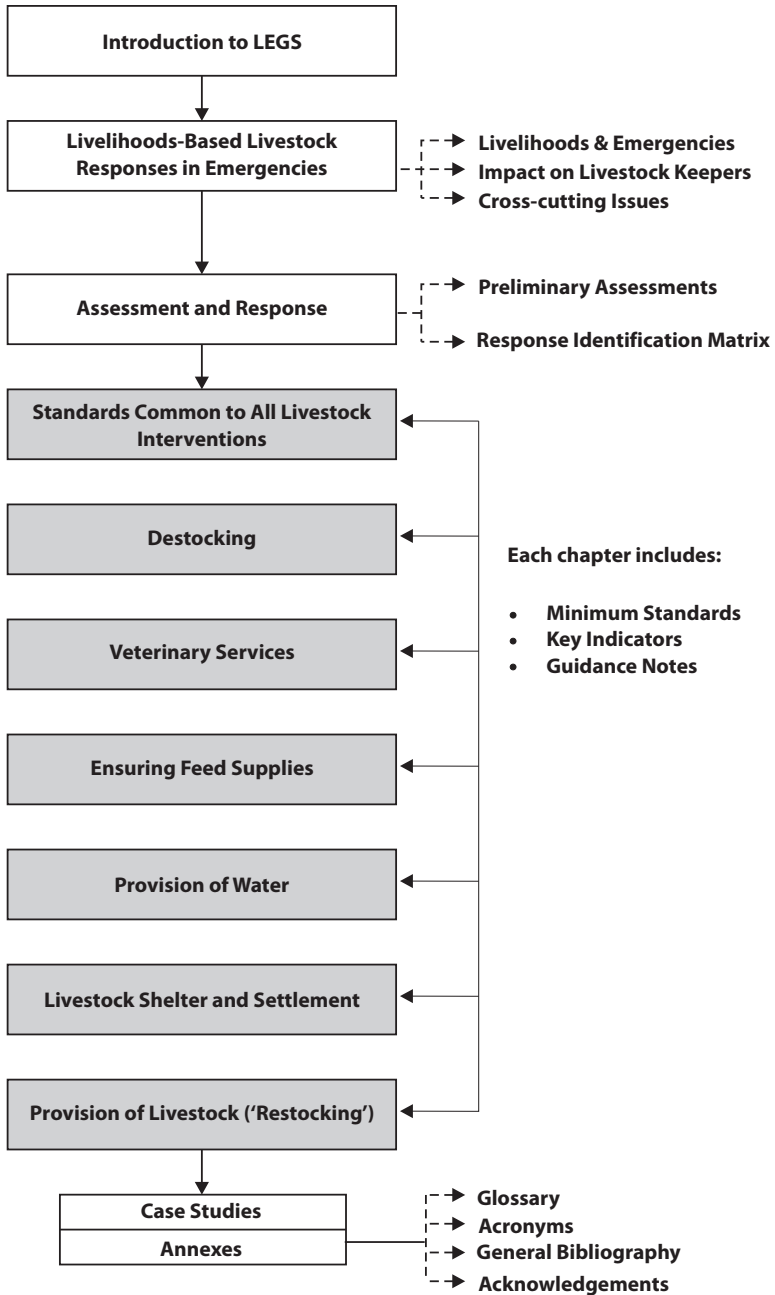 Introduction to LEGS
Livelihoods-Based Livestock
Responses in Emergencies
Livelihoods & Emergencies
Impact on Livestock Keepers
Cross-cutting Issues
Assessment and Response
Preliminary Assessments
Response Identification Matrix
Standards Common to All Livestock
Interventions
Destocking
Veterinary Services
Ensuring Feed Supplies
Provision of Water
Livestock Shelter and Settlement
Provision of Livestock ('Restocking')
Each chapter includes:
• Minimum Standards
• Key Indicators
• Guidance Notes
Case Studies
Annexes
Glossary
Acronyms
General Bibliography
Acknowledgements